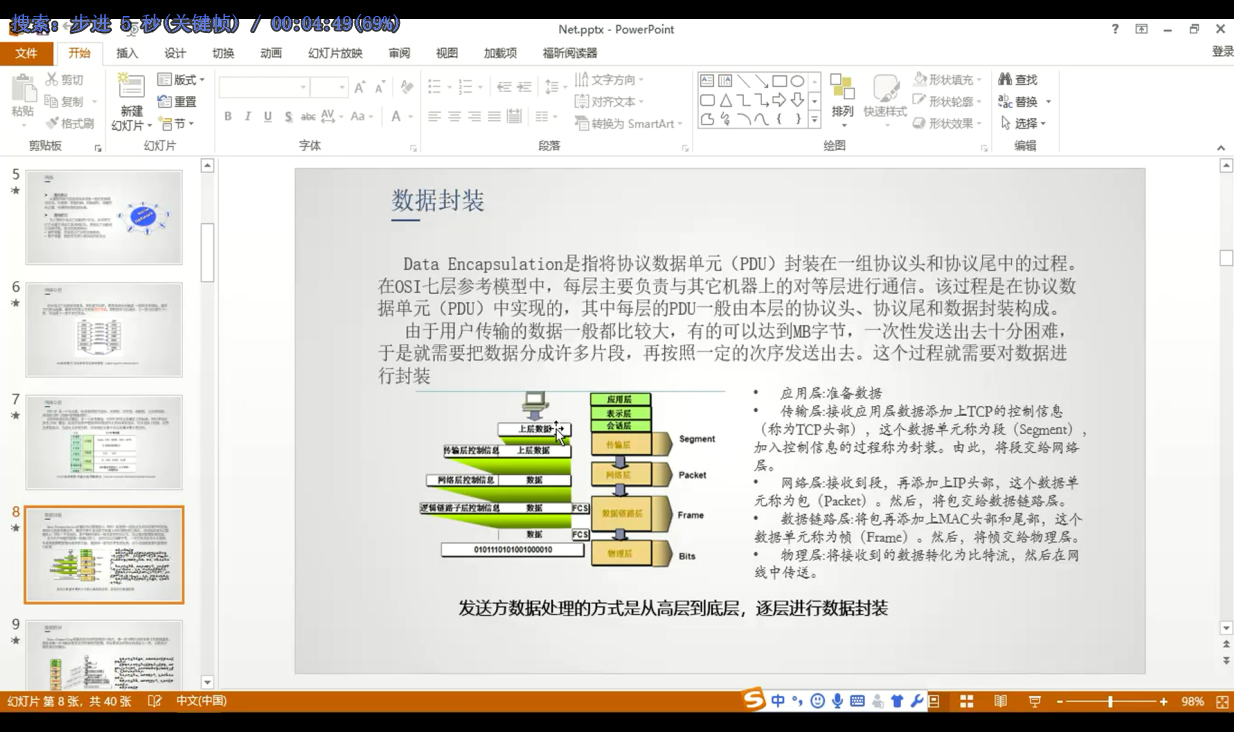 搜索: 步进 5 秒(关键帧) / 00:04:49(69%)
Net.pptx - PowerPoint
登录
文件 开始 插入 设计 切换 动画 幻灯片放映 审阅 视图 加载项 福昕阅读器
剪切 版式 文字方向 形状填充 查找
粘贴 复制 新建 重置 对齐文本 排列 快速样式 形状轮廓 替换
格式刷 幻灯片 节 B I U S abc AV Aa A 转换为 SmartArt 形状效果 选择
剪贴板 幻灯片 字体 段落 绘图 编辑
5
6
7
8
9
数据封装
Data Encapsulation是指将协议数据单元（PDU）封装在一组协议头和协议尾中的过程。
在OSI七层参考模型中，每层主要负责与其它机器上的对等层进行通信。该过程是在协议数
据单元（PDU）中实现的，其中每层的PDU一般由本层的协议头、协议尾和数据封装构成。
由于用户传输的数据一般都比较大，有的可以达到MB字节，一次性发送出去十分困难，
于是就需要把数据分成许多片段，再按照一定的次序发送出去。这个过程就需要对数据进
行封装
应用层
表示层
会话层
上层数据
传输层 Segment
传输层控制信息 上层数据
网络层 Packet
网络层控制信息 数据
逻辑链路子层控制信息 数据 FCS
数据链路层 Frame
数据 FCS
0101110101001000010
物理层 Bits
• 应用层:准备数据
• 传输层:接收应用层数据添加上TCP的控制信息
（称为TCP头部），这个数据单元称为段（Segment），
加入控制信息的过程称为封装。由此，将段交给网络
层。
• 网络层:接收到段，再添加上IP头部，这个数据单
元称为包（Packet）。然后，将包交给数据链路层。
• 数据链路层:将包再添加上MAC头部和尾部，这个
数据单元称为帧（Frame）。然后，将帧交给物理层。
• 物理层:将接收到的数据转化为比特流，然后在网
线中传送。
发送方数据处理的方式是从高层到底层，逐层进行数据封装
幻灯片 第 8 张，共 40 张 中文(中国) 中 98%